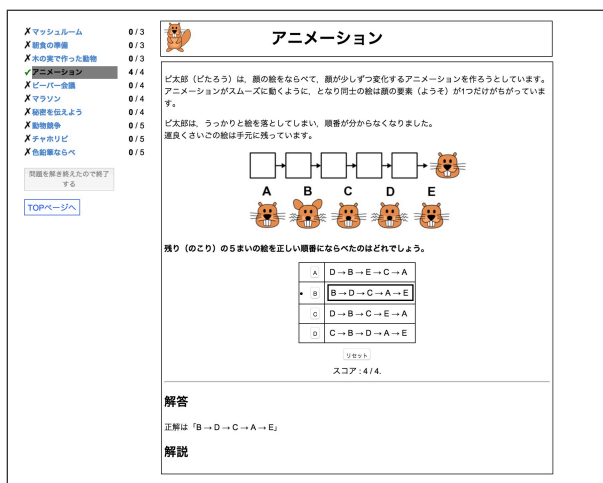 ✗マッシュルーム 0 / 3
✗朝食の準備 0 / 3
✗木の実で作った動物 0 / 3
✓アニメーション 4 / 4
✗ビーバー会議 0 / 4
✗マラソン 0 / 4
✗秘密を伝えよう 0 / 4
✗動物競争 0 / 5
✗チャホリビ 0 / 5
✗色鉛筆ならべ 0 / 5
問題を解き終えたので終了
する
TOPページへ
アニメーション
ビ太郎（ビたろう）は，顔の絵をならべて，顔が少しずつ変化するアニメーションを作ろうとしています。
アニメーションがスムーズに動くように，となり同士の絵は顔の要素（ようそ）が1つだけちがっていま
す。
ビ太郎は，うっかりと絵を落としてしまい，順番が分からなくなりました。
運良くさいごの絵は手元に残っています。
A B C D E
残り（のこり）の５まいの絵を正しい順番にならべたのはどれでしょう。
A D→B→E→C→A
B B→D→C→A→E
C D→B→C→E→A
D C→B→D→A→E
リセット
スコア : 4 / 4.
解答
正解は「B→D→C→A→E」
解説